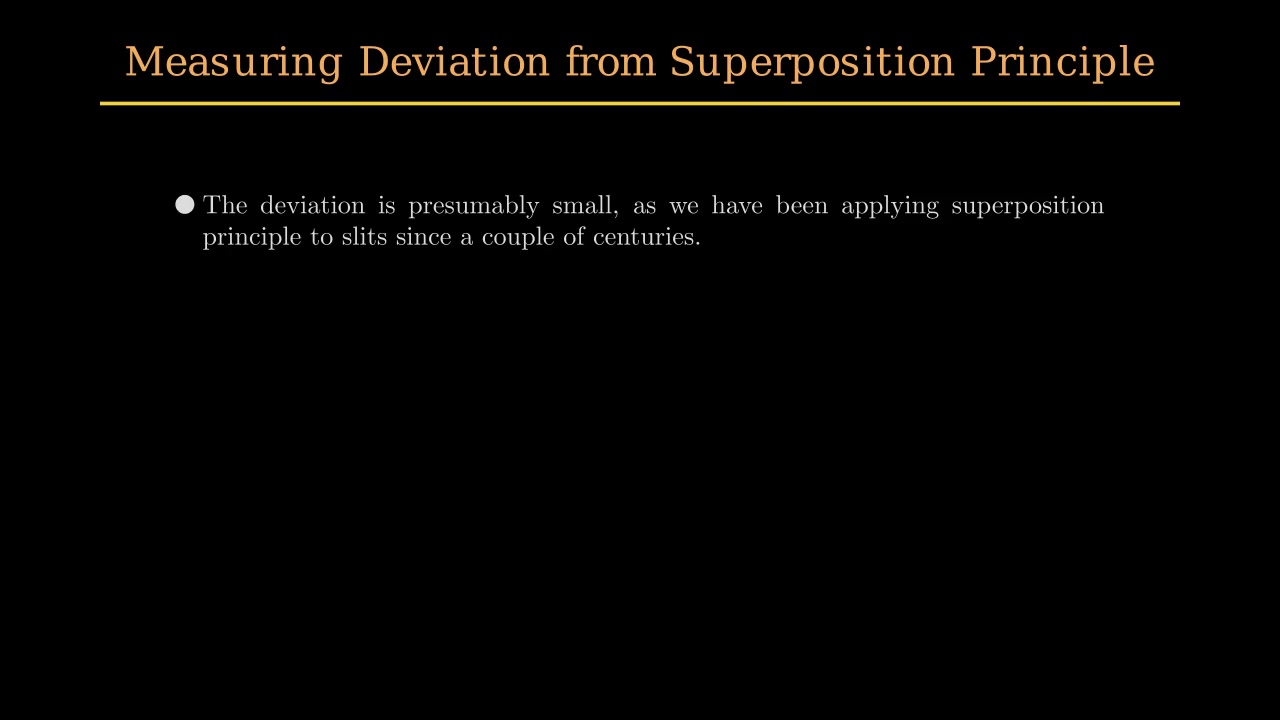 Measuring Deviation from Superposition Principle
● The deviation is presumably small, as we have been applying superposition
principle to slits since a couple of centuries.